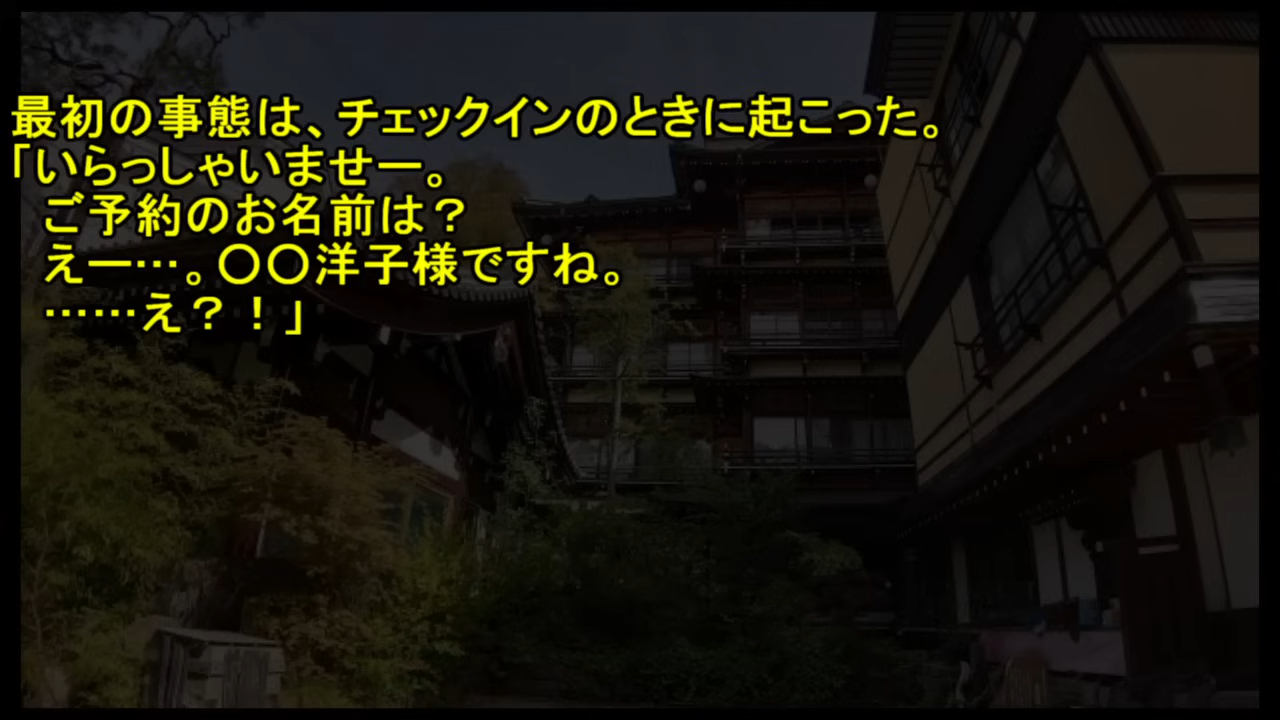 最初の事態は、チェックインのときに起こった。
「いらっしゃいませー。
ご予約のお名前は？
えー…。〇〇洋子様ですね。
……え？！」